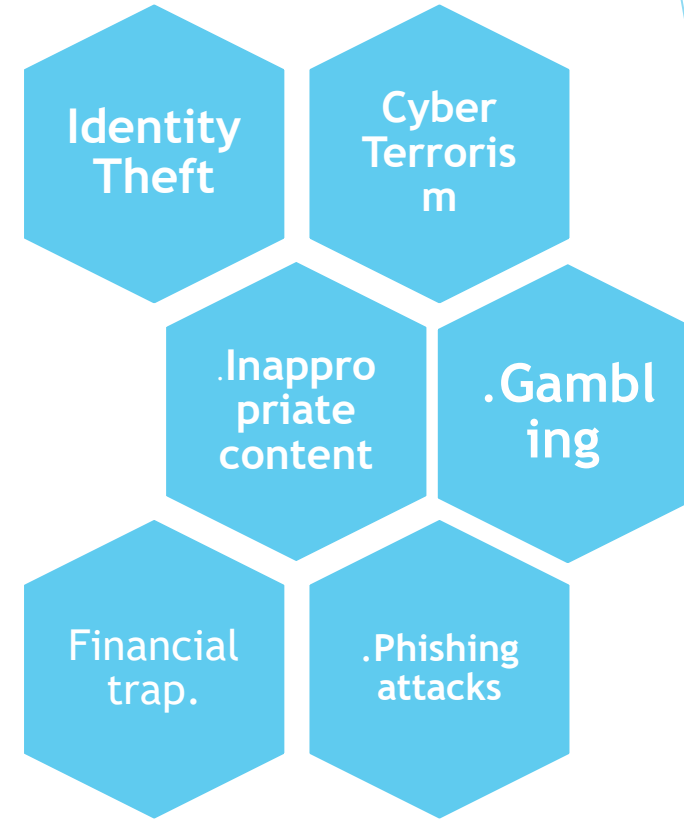 Identity
Theft
Cyber
Terroris
m
.Inappro
priate
content
.Gambl
ing
Financial
trap.
.Phishing
attacks